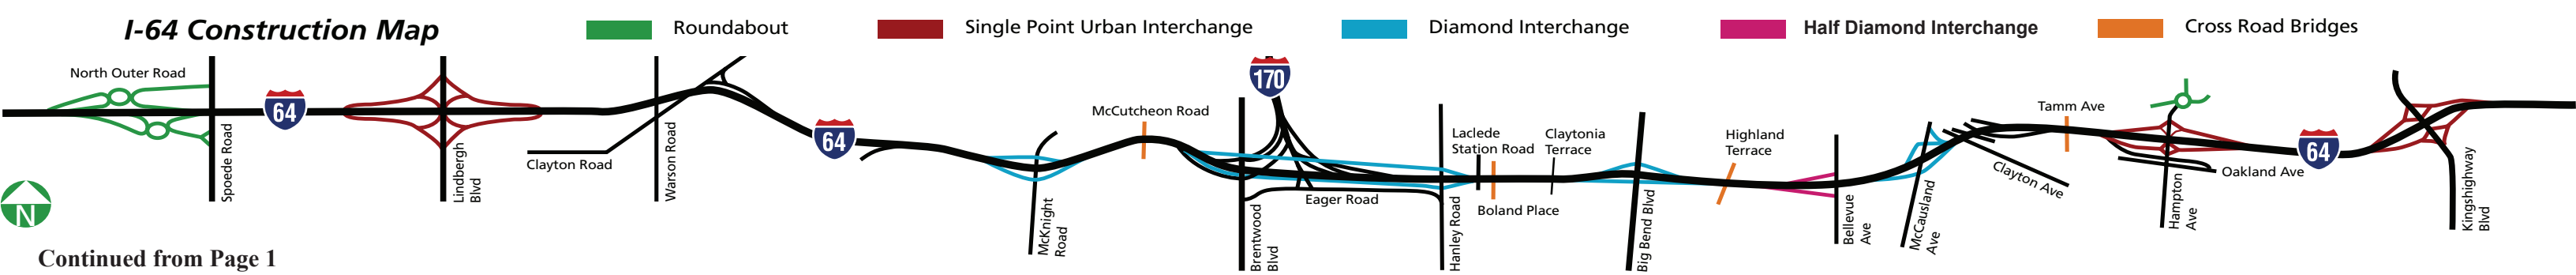 I-64 Construction Map
Roundabout
Single Point Urban Interchange
Diamond Interchange
Half Diamond Interchange
Cross Road Bridges
North Outer Road
64
Spoede Road
Lindbergh
Blvd
Clayton Road
Warson Road
64
McKnight
Road
McCutcheon Road
170
Brentwood
Blvd
Eager Road
Hanley Road
Laclede
Station Road
Boland Place
Claytonia
Terrace
Big Bend Blvd
Highland
Terrace
Bellevue
Ave
McCausland
Ave
Clayton Ave
Tamm Ave
Hampton
Ave
Oakland Ave
64
Kingshighway
Blvd
N
Continued from Page 1